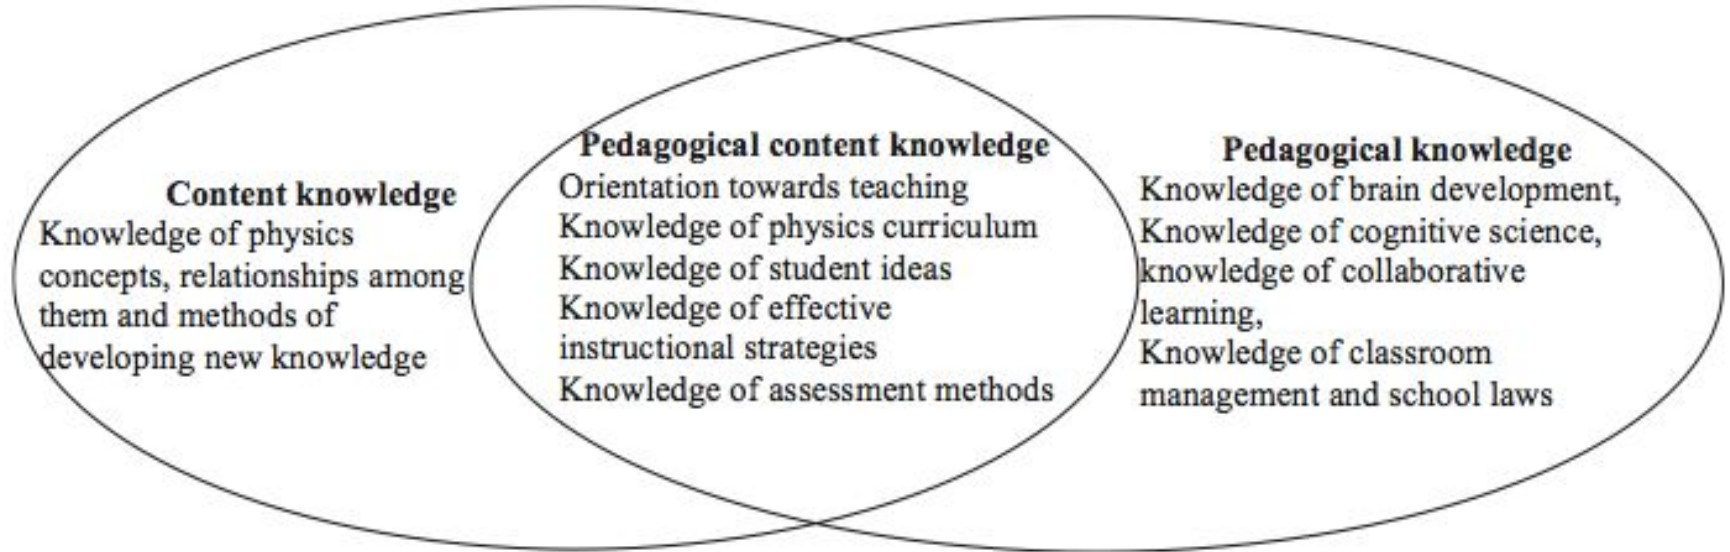 Content knowledge
Knowledge of physics
concepts, relationships among
them and methods of
developing new knowledge
Pedagogical content knowledge
Orientation towards teaching
Knowledge of physics curriculum
Knowledge of student ideas
Knowledge of effective
instructional strategies
Knowledge of assessment methods
Pedagogical knowledge
Knowledge of brain development,
Knowledge of cognitive science,
knowledge of collaborative
learning,
Knowledge of classroom
management and school laws